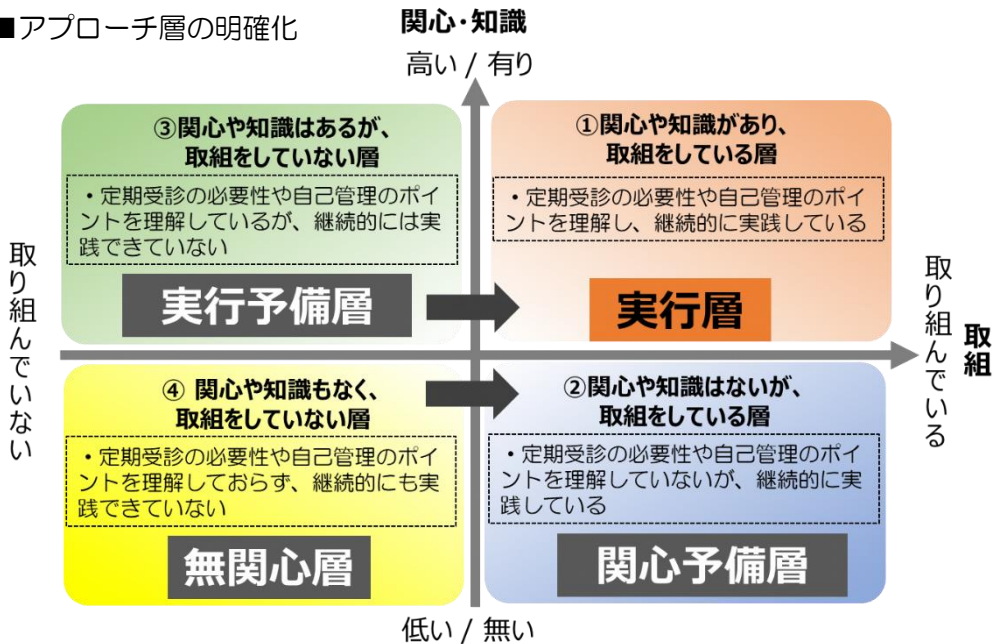 ■アプローチ層の明確化
関心・知識
高い / 有り
③関心や知識はあるが、
取組をしていない層
・定期受診の必要性や自己管理のポイ
ントを理解しているが、継続的には実
践できていない
実行予備層
①関心や知識があり、
取組をしている層
・定期受診の必要性や自己管理のポイ
ントを理解し、継続的に実践している
実行層
取り組んでいない
取り組んでいる
取組
④ 関心や知識もなく、
取組をしていない層
・定期受診の必要性や自己管理のポイ
ントを理解しておらず、継続的にも実
践できていない
無関心層
②関心や知識はないが、
取組をしている層
・定期受診の必要性や自己管理のポイ
ントを理解していないが、継続的に実
践している
関心予備層
低い / 無い